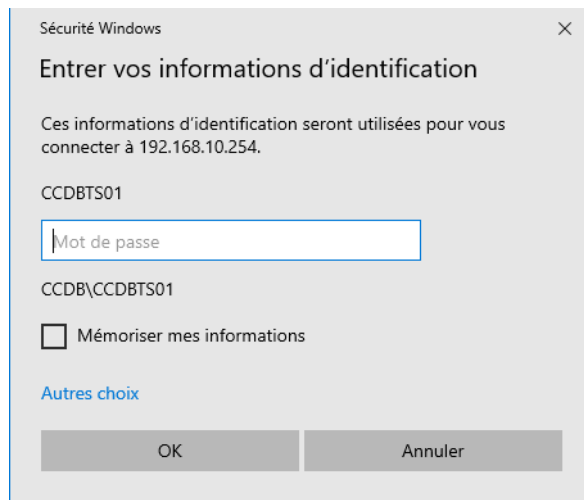 Sécurité Windows
Entrer vos informations d’identification
Ces informations d’identification seront utilisées pour vous
connecter à 192.168.10.254.
CCDBTS01
Mot de passe
CCDB\CCDBTS01
Mémoriser mes informations
Autres choix
OK
Annuler